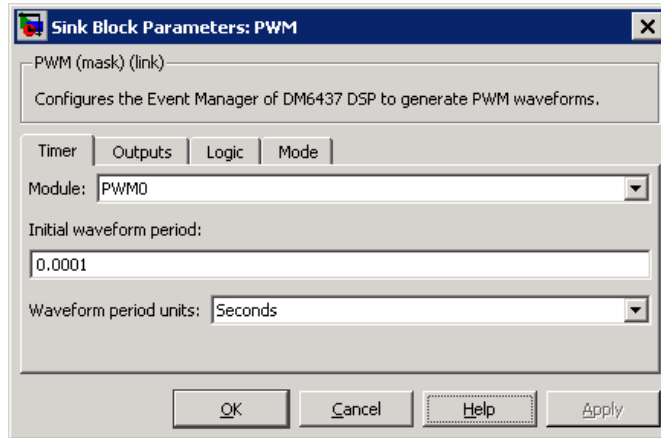 Sink Block Parameters: PWM
PWM (mask) (link)
Configures the Event Manager of DM6437 DSP to generate PWM waveforms.
Timer Outputs Logic Mode
Module: PWM0
Initial waveform period:
0.0001
Waveform period units: Seconds
OK Cancel Help Apply